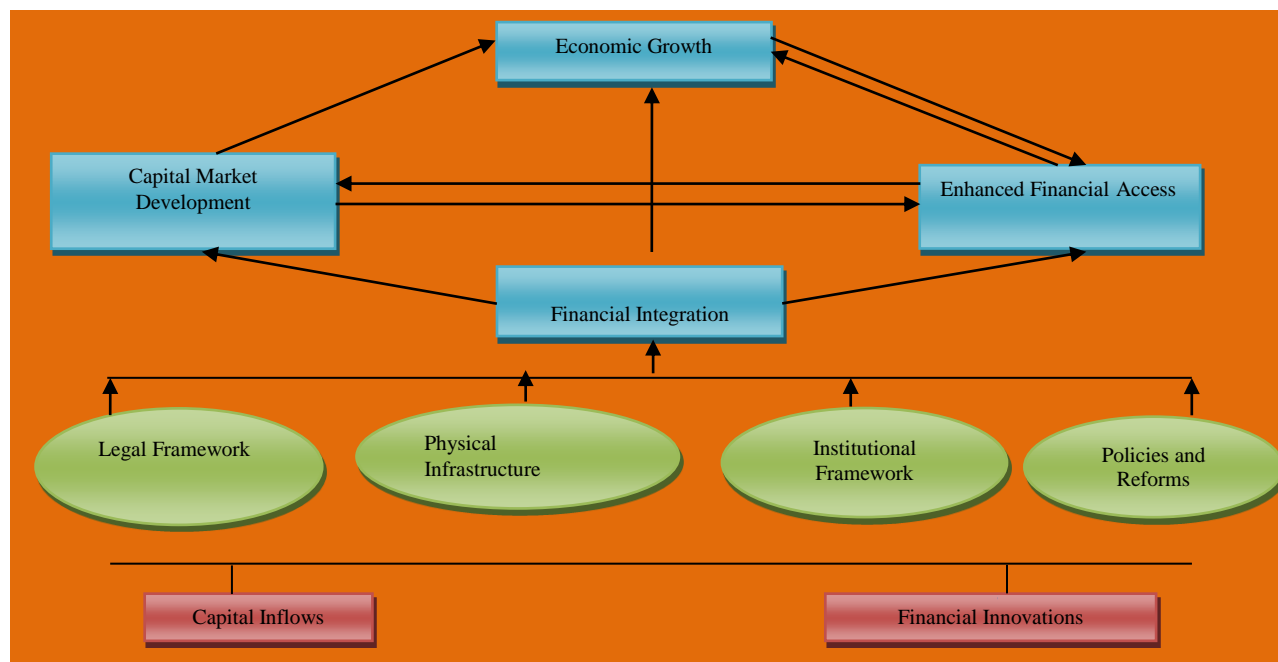 Economic Growth
Capital Market
Development
Enhanced Financial Access
Financial Integration
Legal Framework
Physical
Infrastructure
Institutional
Framework
Policies and
Reforms
Capital Inflows
Financial Innovations